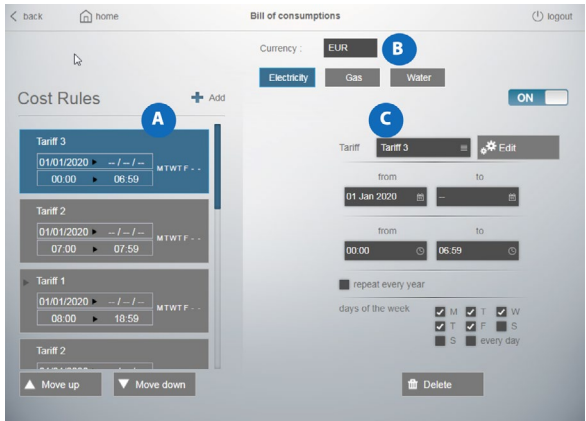 back
home
Bill of consumptions
logout
Currency :
EUR
B
Electricity
Gas
Water
ON
Cost Rules
Add
A
Tariff 3
01/01/2020 -- / -- / --
00:00 06:59
M T W T F - -
Tariff 2
01/01/2020 -- / -- / --
07:00 07:59
M T W T F - -
Tariff 1
01/01/2020 -- / -- / --
08:00 18:59
M T W T F - -
Tariff 2
Move up
Move down
C
Tariff
Tariff 3
Edit
from to
01 Jan 2020 --
from to
00:00 06:59
repeat every year
days of the week
M T W
T F S
S every day
Delete